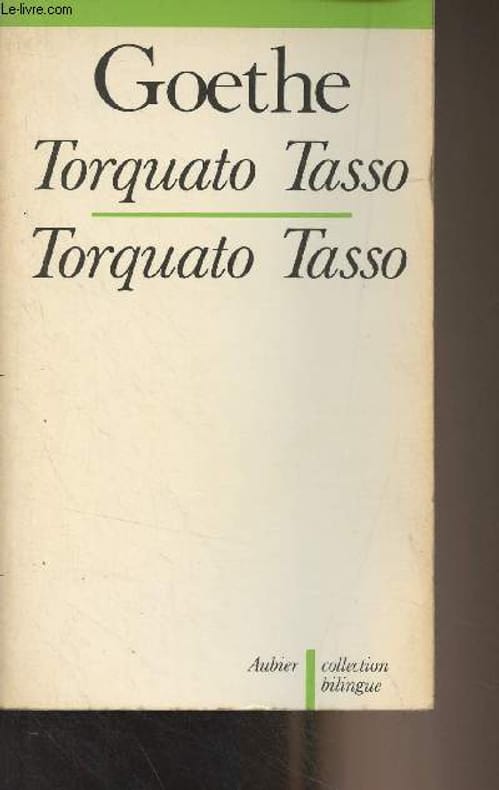 Le-livre.com
Goethe
Torquato Tasso
Torquato Tasso
Aubier
collection
bilingue